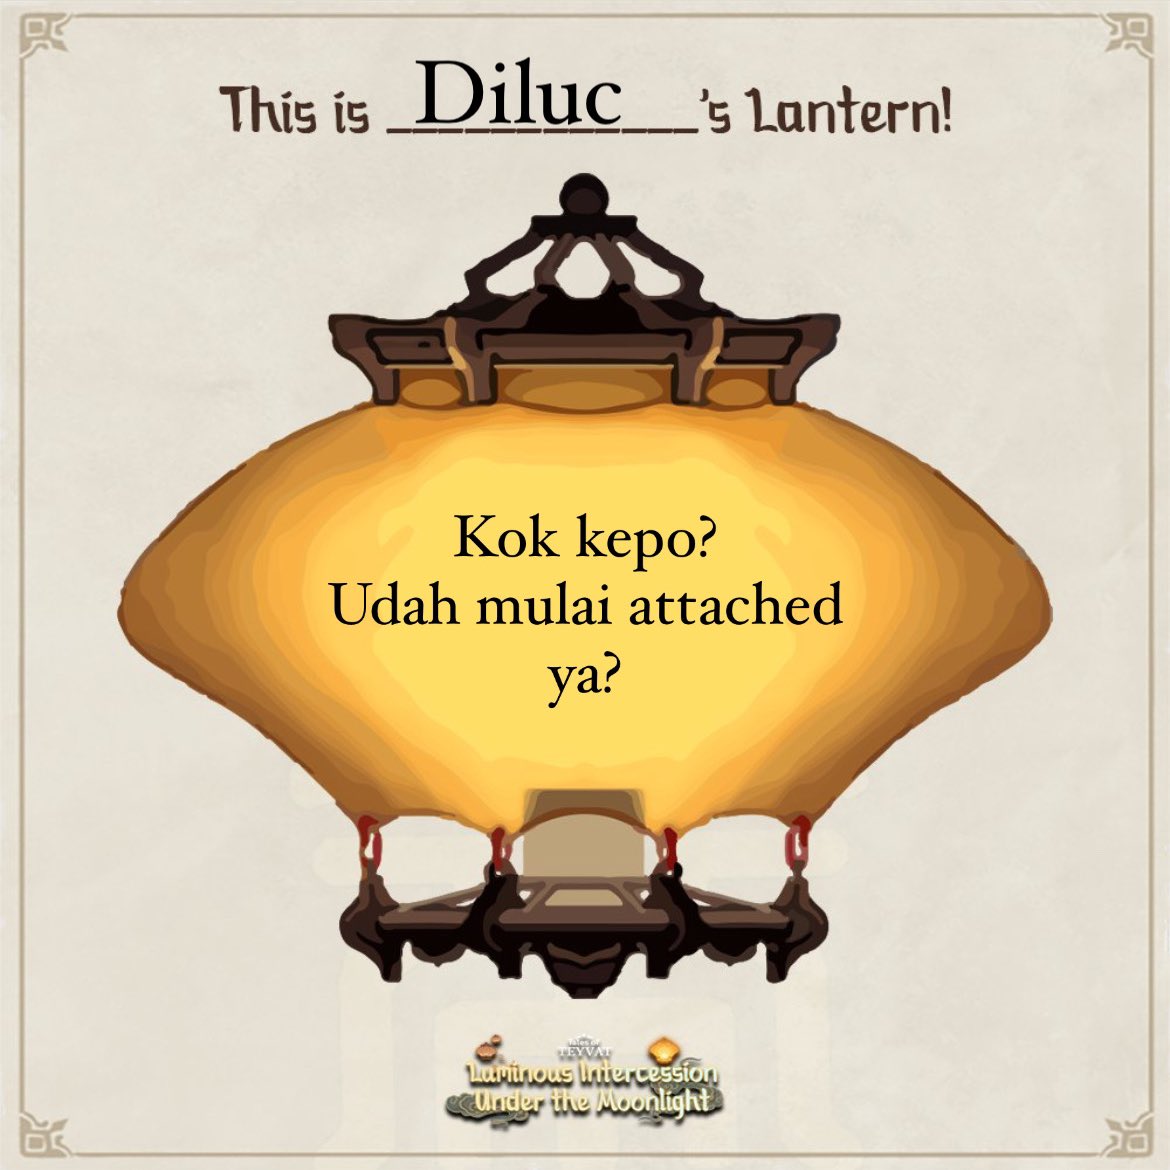 This is Diluc's Lantern!
Kok kepo?
Udah mulai attached
ya?
Tales of
TEYVAT
Luminous Intercession
Under the Moonlight